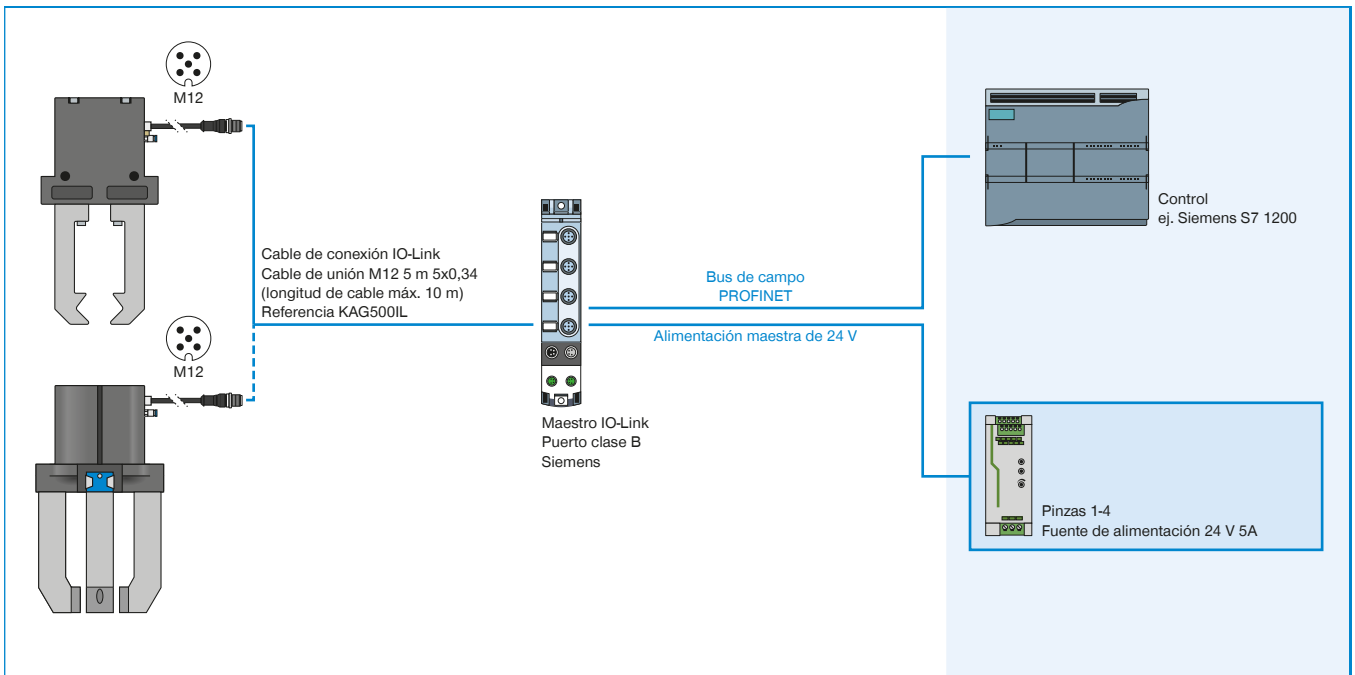 M12
Cable de conexión IO-Link
Cable de unión M12 5 m 5x0,34
(longitud de cable máx. 10 m)
Referencia KAG500IL
M12
Maestro IO-Link
Puerto clase B
Siemens
Bus de campo
PROFINET
Alimentación maestra de 24 V
Control
ej. Siemens S7 1200
Pinzas 1-4
Fuente de alimentación 24 V 5A